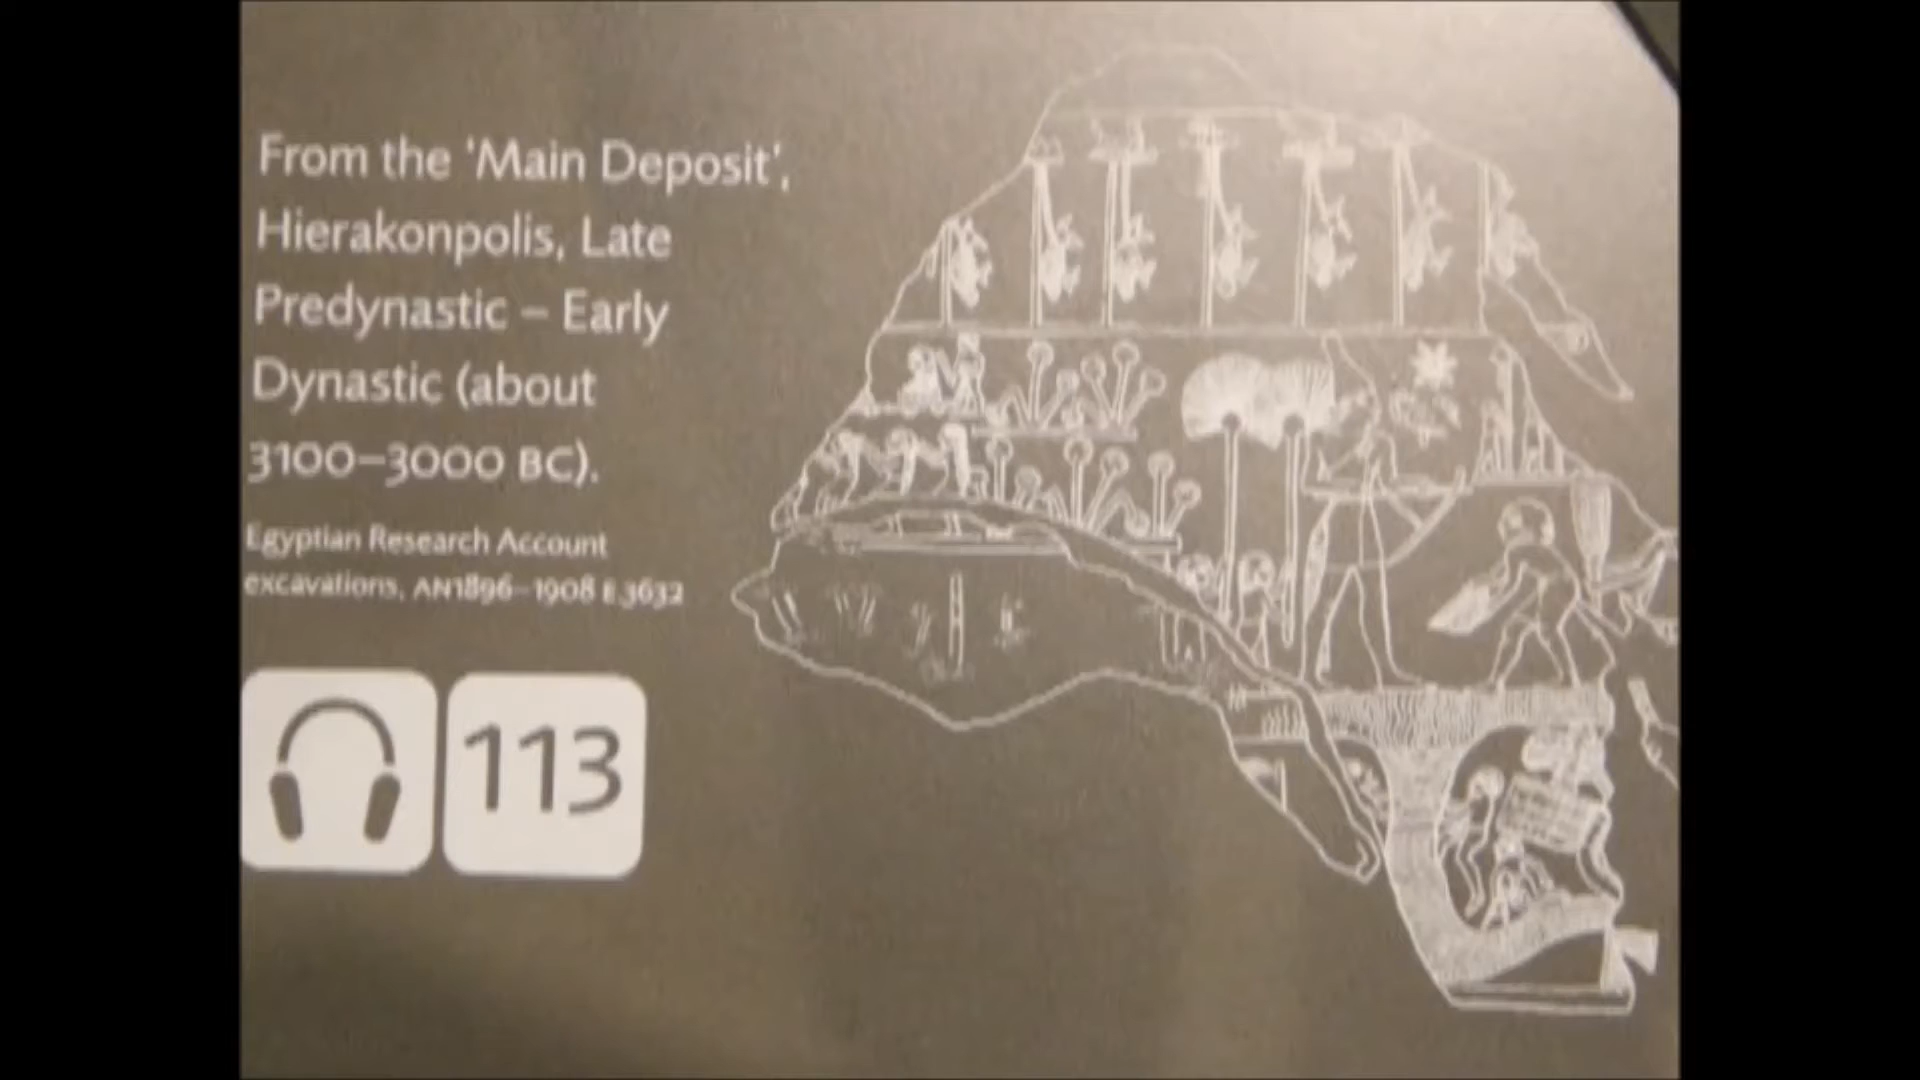 From the 'Main Deposit',
Hierakonpolis, Late
Predynastic – Early
Dynastic (about
3100–3000 BC).
Egyptian Research Account
excavations, AN1896–1908 E.3632
113